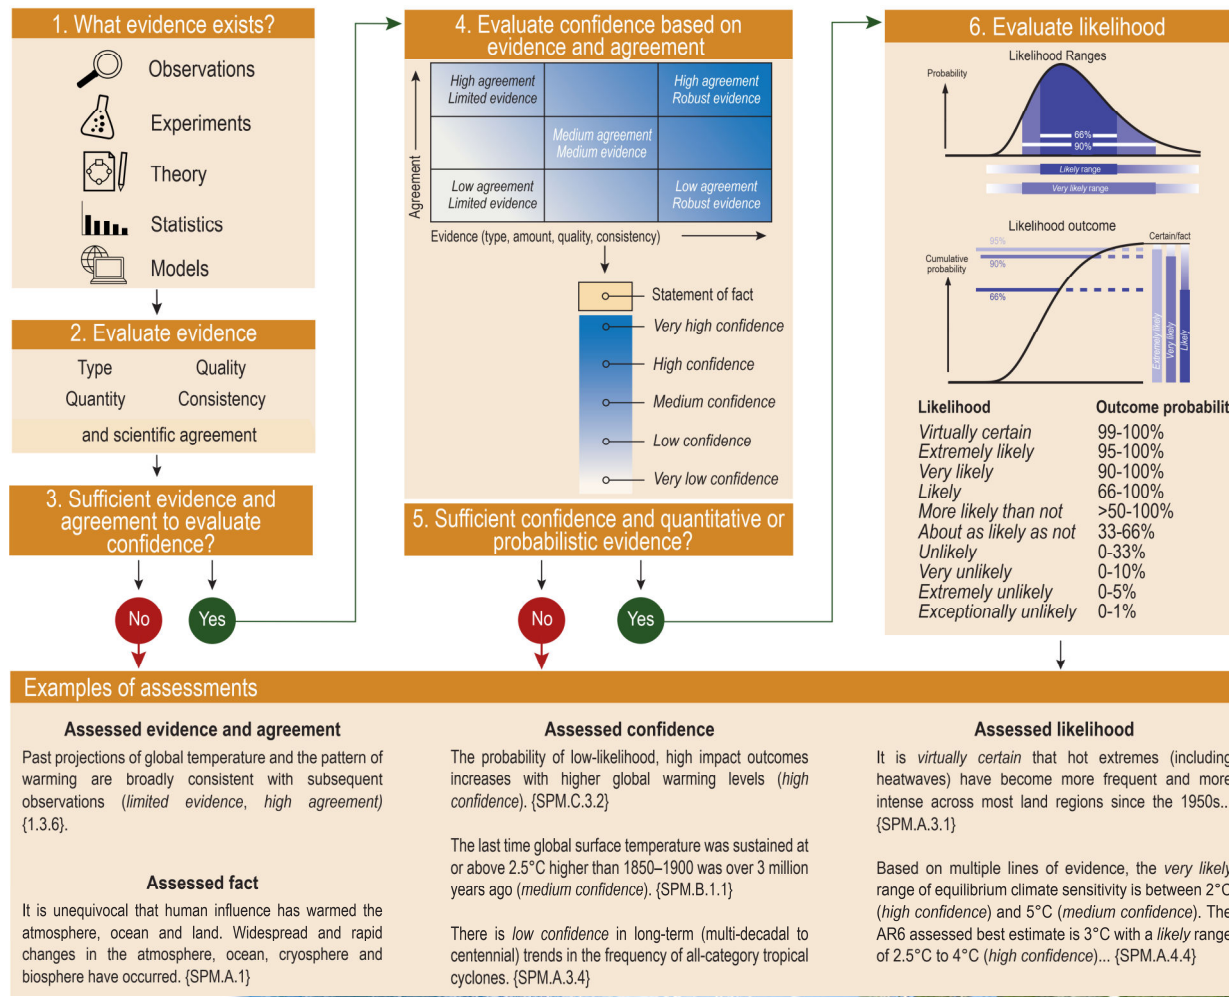 1. What evidence exists?
Observations
Experiments
Theory
Statistics
Models
2. Evaluate evidence
Type Quality
Quantity Consistency
and scientific agreement
3. Sufficient evidence and
agreement to evaluate
confidence?
No Yes
4. Evaluate confidence based on
evidence and agreement
Agreement
High agreement
Limited evidence
High agreement
Robust evidence
Medium agreement
Medium evidence
Low agreement
Limited evidence
Low agreement
Robust evidence
Evidence (type, amount, quality, consistency)
Statement of fact
Very high confidence
High confidence
Medium confidence
Low confidence
Very low confidence
5. Sufficient confidence and quantitative or
probabilistic evidence?
No Yes
6. Evaluate likelihood
Likelihood Ranges
Probability
66%
90%
Likely range
Very likely range
Likelihood outcome
Certain/fact
Cumulative
probability
95%
90%
66%
Extremely likely
Very likely
Likely
Likelihood Outcome probabilit
Virtually certain 99-100%
Extremely likely 95-100%
Very likely 90-100%
Likely 66-100%
More likely than not >50-100%
About as likely as not 33-66%
Unlikely 0-33%
Very unlikely 0-10%
Extremely unlikely 0-5%
Exceptionally unlikely 0-1%
Examples of assessments
Assessed evidence and agreement
Past projections of global temperature and the pattern of
warming are broadly consistent with subsequent
observations (limited evidence, high agreement)
{1.3.6}.
Assessed fact
It is unequivocal that human influence has warmed the
atmosphere, ocean and land. Widespread and rapid
changes in the atmosphere, ocean, cryosphere and
biosphere have occurred. {SPM.A.1}
Assessed confidence
The probability of low-likelihood, high impact outcomes
increases with higher global warming levels (high
confidence). {SPM.C.3.2}
The last time global surface temperature was sustained at
or above 2.5°C higher than 1850–1900 was over 3 million
years ago (medium confidence). {SPM.B.1.1}
There is low confidence in long-term (multi-decadal to
centennial) trends in the frequency of all-category tropical
cyclones. {SPM.A.3.4}
Assessed likelihood
It is virtually certain that hot extremes (including
heatwaves) have become more frequent and more
intense across most land regions since the 1950s...
{SPM.A.3.1}
Based on multiple lines of evidence, the very likely
range of equilibrium climate sensitivity is between 2°C
(high confidence) and 5°C (medium confidence). The
AR6 assessed best estimate is 3°C with a likely range
of 2.5°C to 4°C (high confidence)... {SPM.A.4.4}